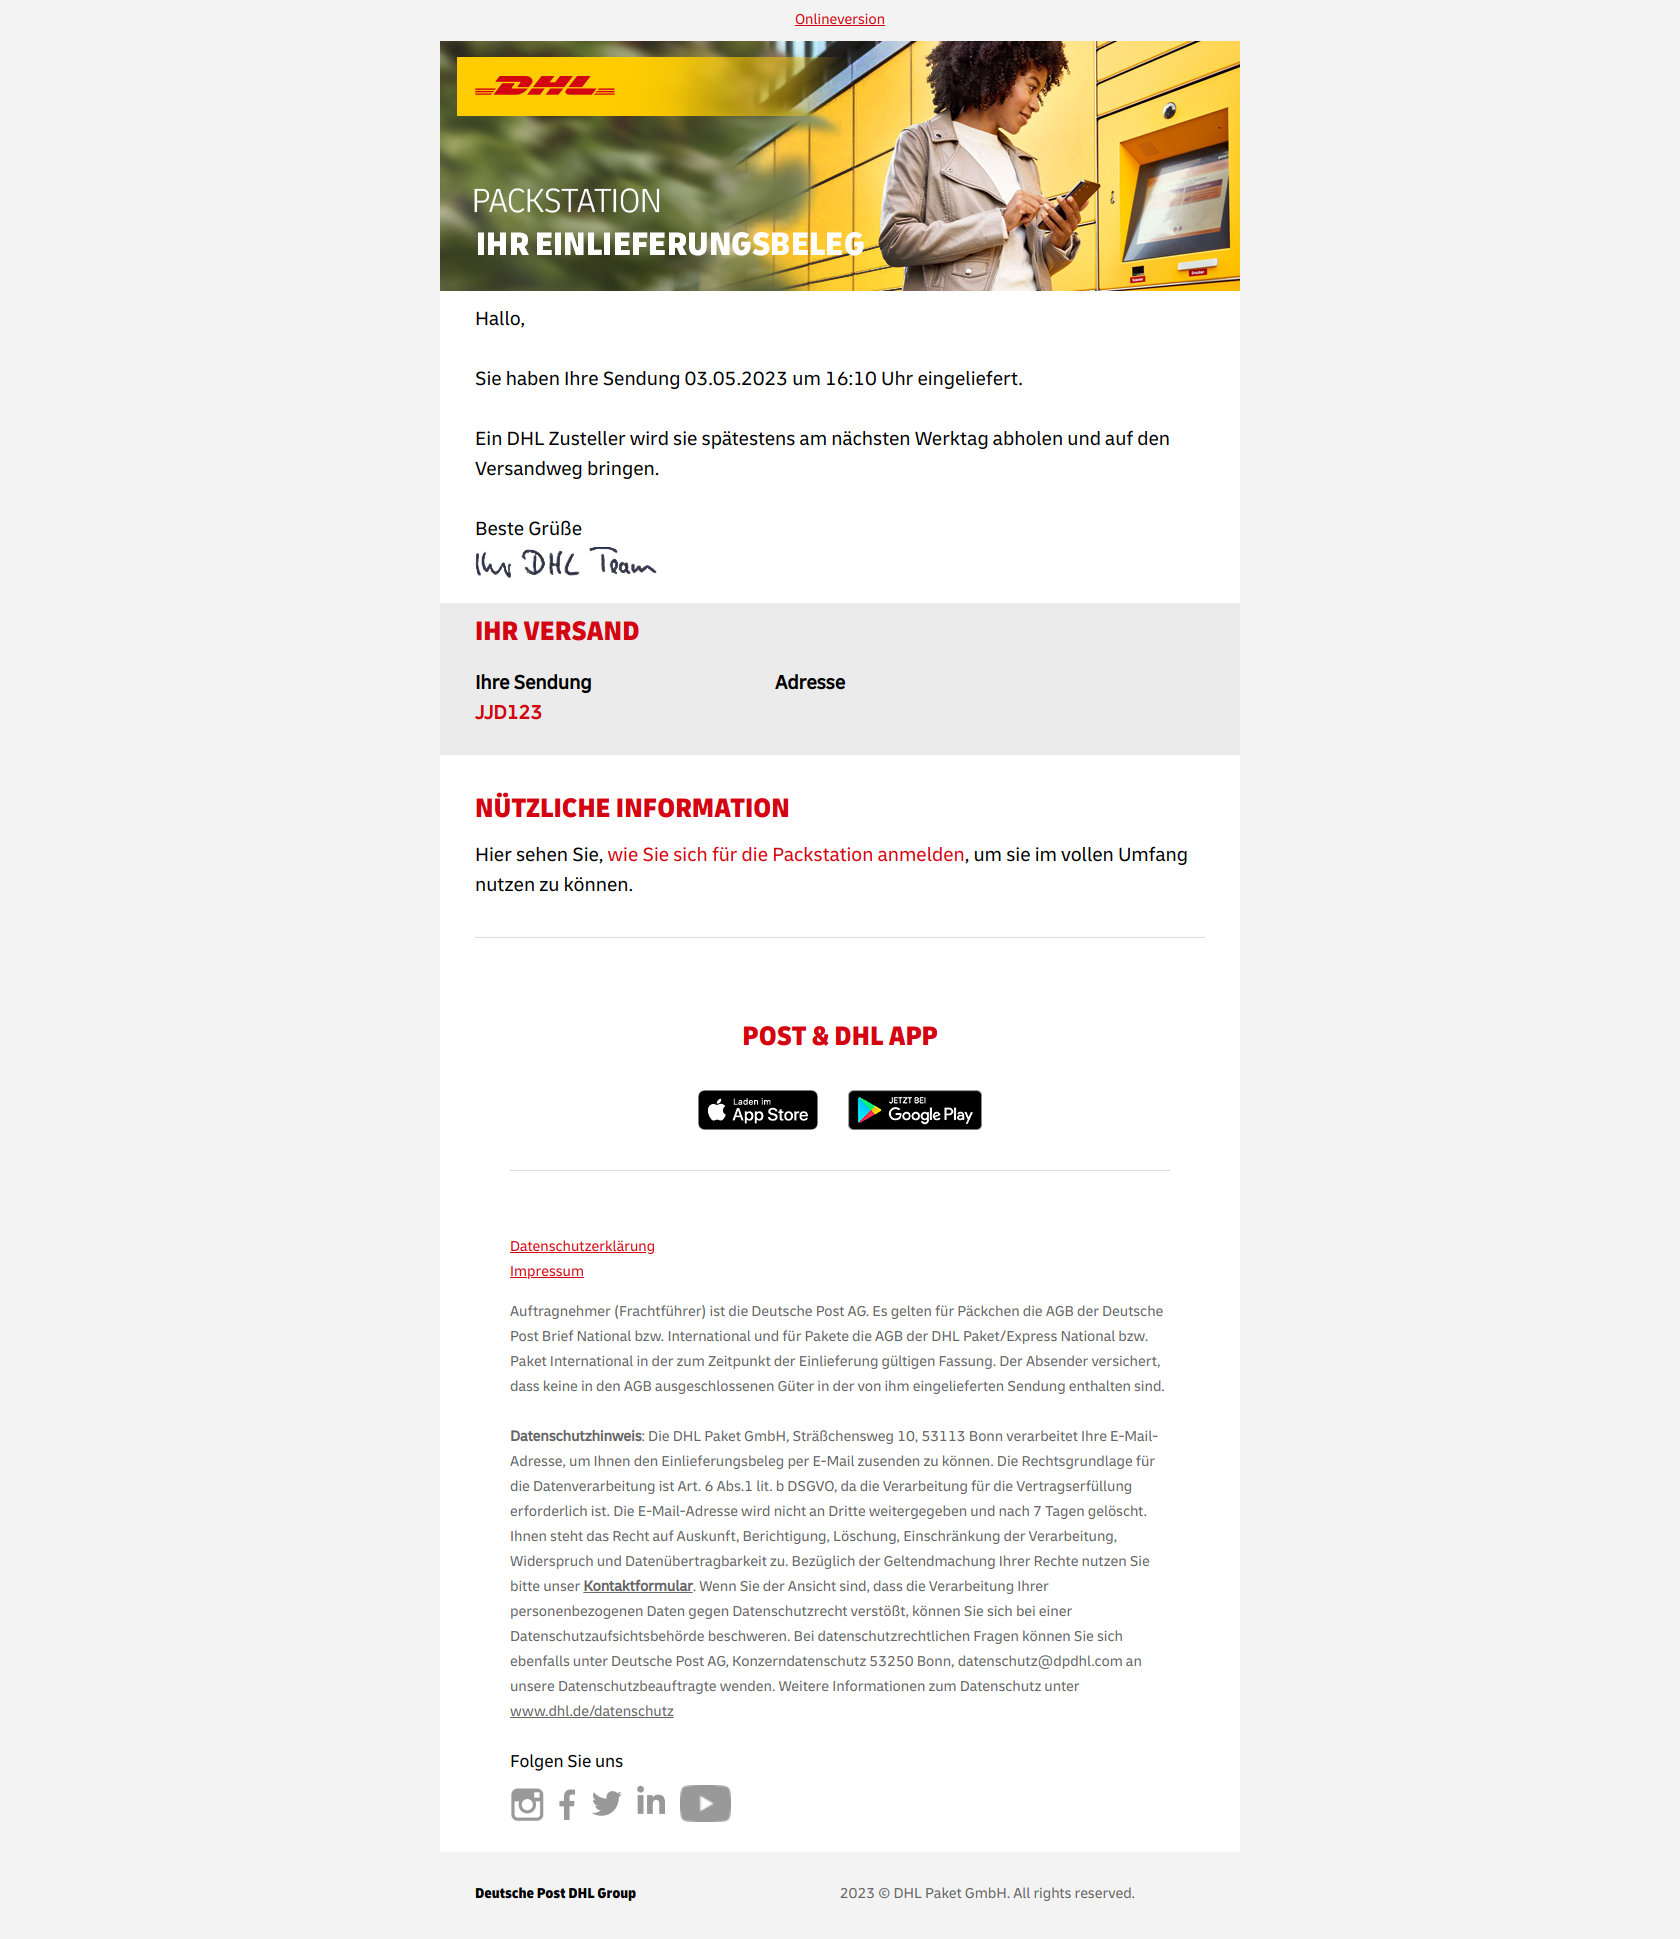 Onlineversion
DHL
PACKSTATION
IHR EINLIEFERUNGSBELEG
Hallo,
Sie haben Ihre Sendung 03.05.2023 um 16:10 Uhr eingeliefert.
Ein DHL Zusteller wird sie spätestens am nächsten Werktag abholen und auf den
Versandweg bringen.
Beste Grüße
Ihr DHL Team
IHR VERSAND
Ihre Sendung Adresse
JJD123
NÜTZLICHE INFORMATION
Hier sehen Sie, wie Sie sich für die Packstation anmelden, um sie im vollen Umfang
nutzen zu können.
POST & DHL APP
Laden im
App Store
JETZT BEI
Google Play
Datenschutzerklärung
Impressum
Auftragnehmer (Frachtführer) ist die Deutsche Post AG. Es gelten für Päckchen die AGB der Deutsche
Post Brief National bzw. International und für Pakete die AGB der DHL Paket/Express National bzw.
Paket International in der zum Zeitpunkt der Einlieferung gültigen Fassung. Der Absender versichert,
dass keine in den AGB ausgeschlossenen Güter in der von ihm eingelieferten Sendung enthalten sind.
Datenschutzhinweis: Die DHL Paket GmbH, Sträßchensweg 10, 53113 Bonn verarbeitet Ihre E-Mail-
Adresse, um Ihnen den Einlieferungsbeleg per E-Mail zusenden zu können. Die Rechtsgrundlage für
die Datenverarbeitung ist Art. 6 Abs.1 lit. b DSGVO, da die Verarbeitung für die Vertragserfüllung
erforderlich ist. Die E-Mail-Adresse wird nicht an Dritte weitergegeben und nach 7 Tagen gelöscht.
Ihnen steht das Recht auf Auskunft, Berichtigung, Löschung, Einschränkung der Verarbeitung,
Widerspruch und Datenübertragbarkeit zu. Bezüglich der Geltendmachung Ihrer Rechte nutzen Sie
bitte unser Kontaktformular. Wenn Sie der Ansicht sind, dass die Verarbeitung Ihrer
personenbezogenen Daten gegen Datenschutzrecht verstößt, können Sie sich bei einer
Datenschutzaufsichtsbehörde beschweren. Bei datenschutzrechtlichen Fragen können Sie sich
ebenfalls unter Deutsche Post AG, Konzerndatenschutz 53250 Bonn, datenschutz@dpdhl.com an
unsere Datenschutzbeauftragte wenden. Weitere Informationen zum Datenschutz unter
www.dhl.de/datenschutz
Folgen Sie uns
in
Deutsche Post DHL Group 2023 © DHL Paket GmbH. All rights reserved.